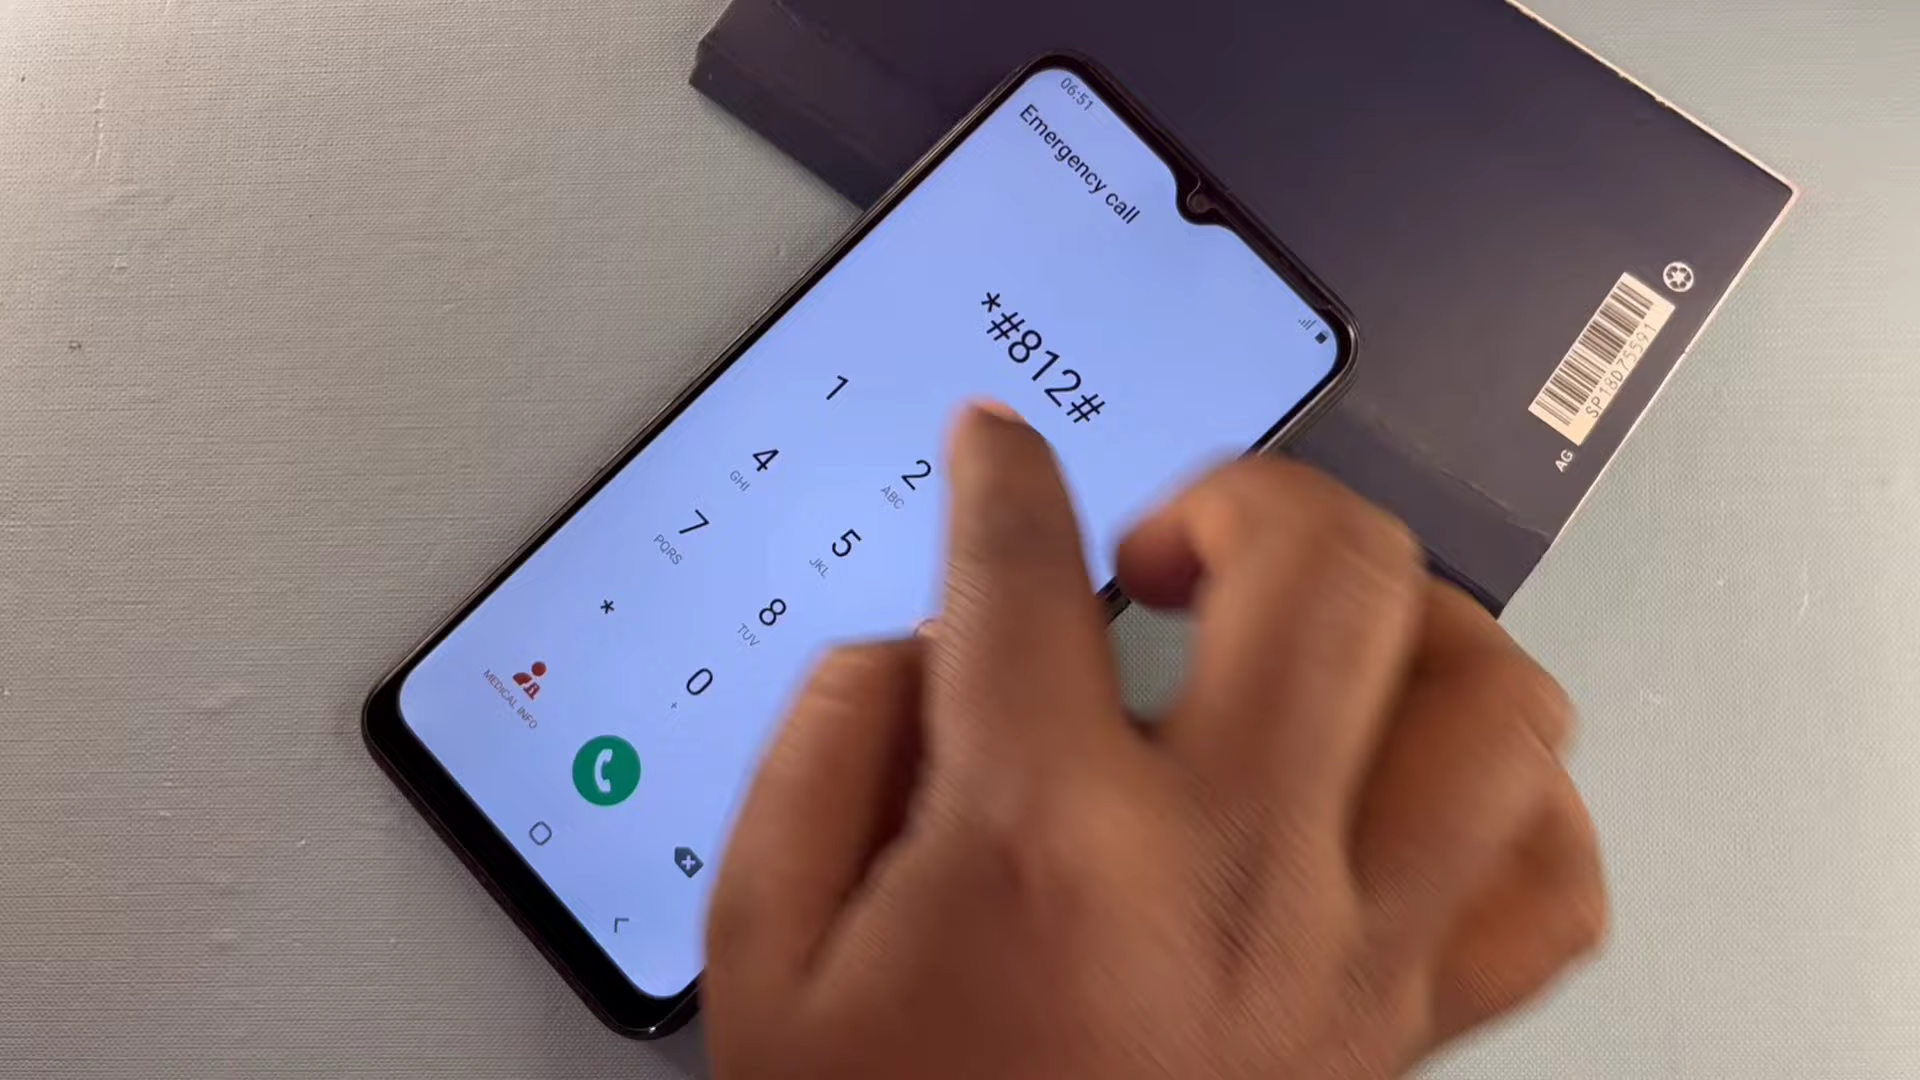 06:51
Emergency call
*#812#
1
2
ABC
4
GHI
5
JKL
7
PQRS
8
TUV
*
0
+
MEDICAL INFO
SP18D75591
AG